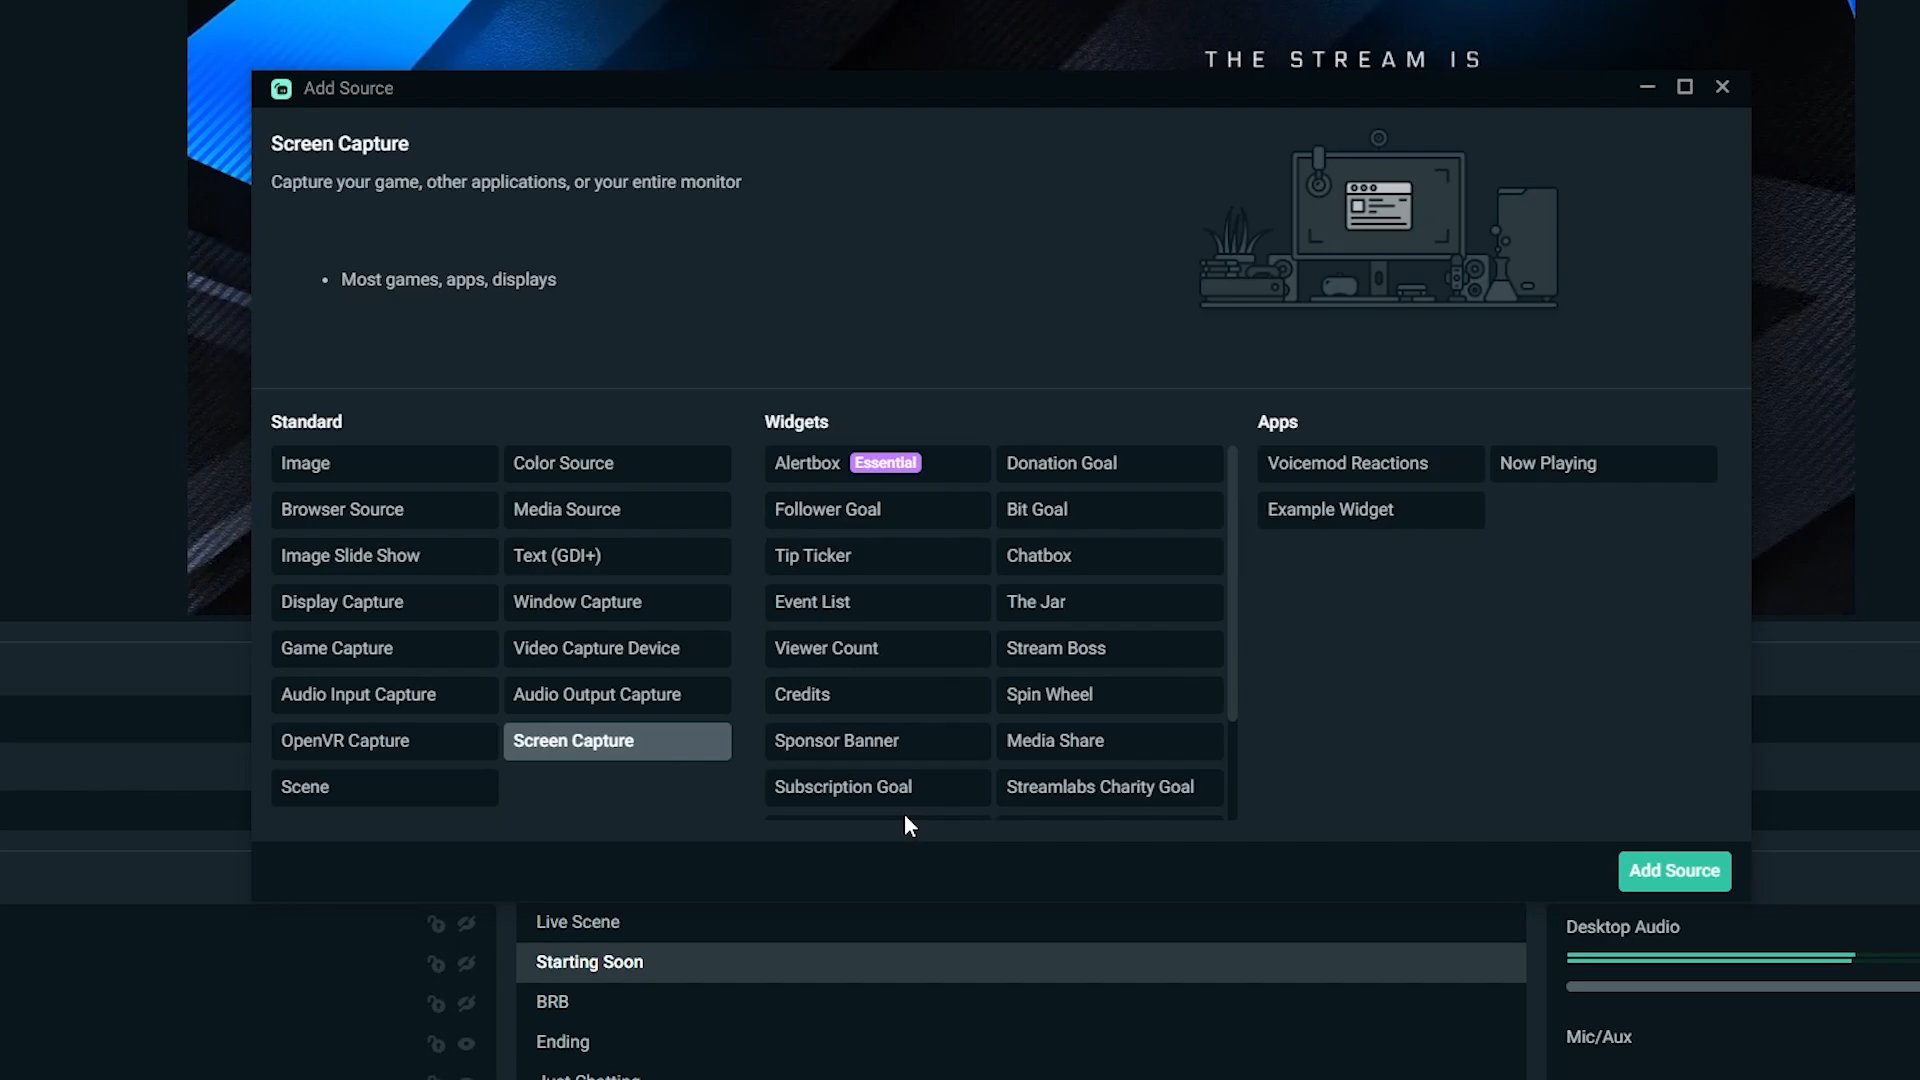 THE STREAM IS
Add Source
Screen Capture
Capture your game, other applications, or your entire monitor
• Most games, apps, displays
Standard
Image
Color Source
Browser Source
Media Source
Image Slide Show
Text (GDI+)
Display Capture
Window Capture
Game Capture
Video Capture Device
Audio Input Capture
Audio Output Capture
OpenVR Capture
Screen Capture
Scene
Widgets
Alertbox Essential
Donation Goal
Follower Goal
Bit Goal
Tip Ticker
Chatbox
Event List
The Jar
Viewer Count
Stream Boss
Credits
Spin Wheel
Sponsor Banner
Media Share
Subscription Goal
Streamlabs Charity Goal
Apps
Voicemod Reactions
Now Playing
Example Widget
Add Source
Live Scene
Starting Soon
BRB
Ending
Just Chatting
Desktop Audio
Mic/Aux